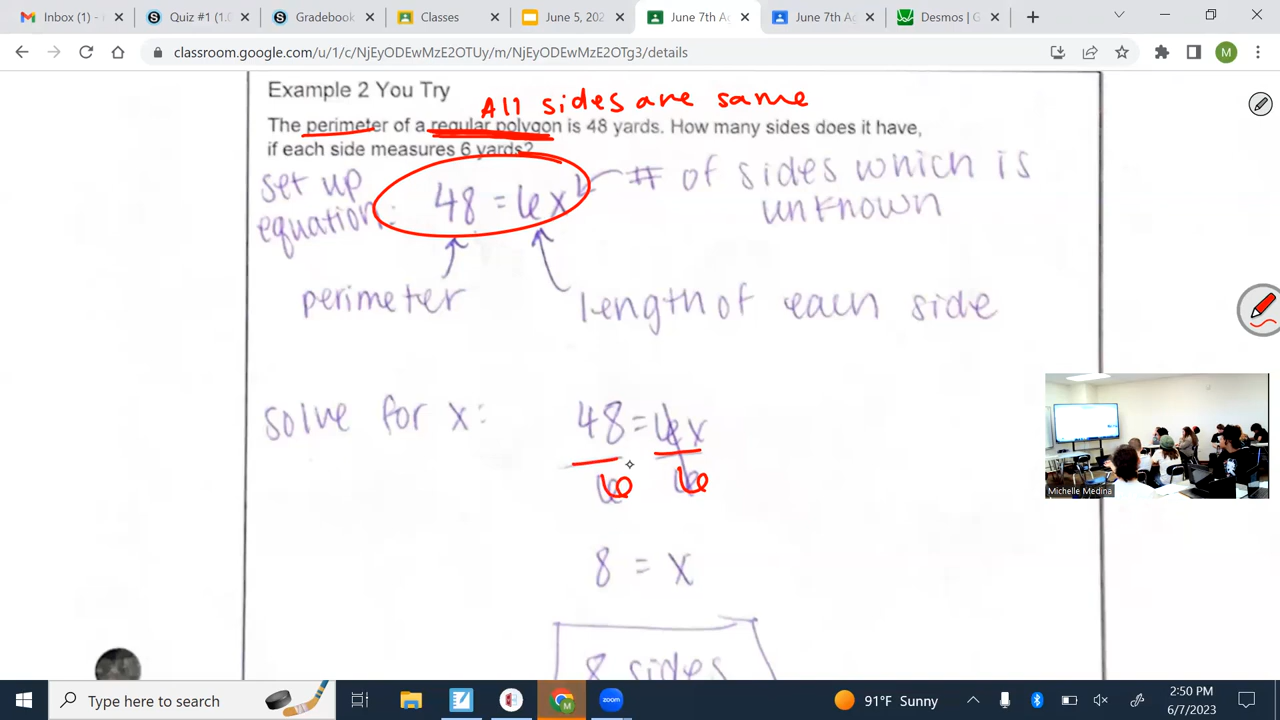 Inbox (1) -
Quiz #1 (1.0
Gradebook
Classes
June 5, 202
June 7th Ag
June 7th Ag
Desmos | G
classroom.google.com/u/1/c/NjEyODEwMzE2OTUy/m/NjEyODEwMzE2OTg3/details
M
Example 2 You Try
All sides are same
The perimeter of a regular polygon is 48 yards. How many sides does it have,
if each side measures 6 yards?
set up
equation:
48 = 6x
# of sides which is
unknown
perimeter
length of each side
solve for x:
48 = 6x
6 6
8 = x
8 sides
Michelle Medina
Type here to search
zoom
91°F Sunny
2:50 PM
6/7/2023